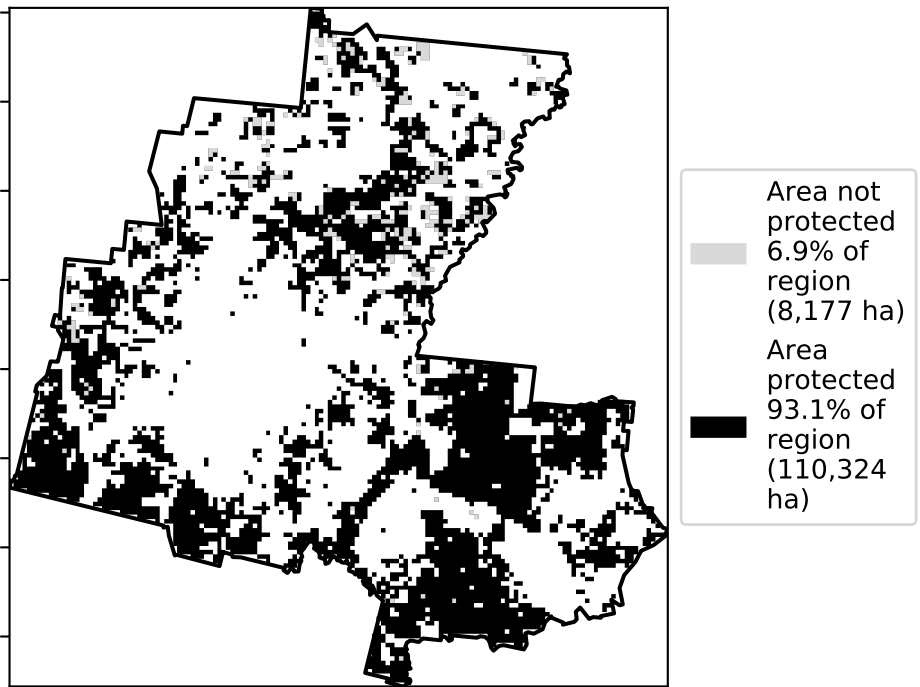 Area not
protected
6.9% of
region
(8,177 ha)
Area
protected
93.1% of
region
(110,324
ha)